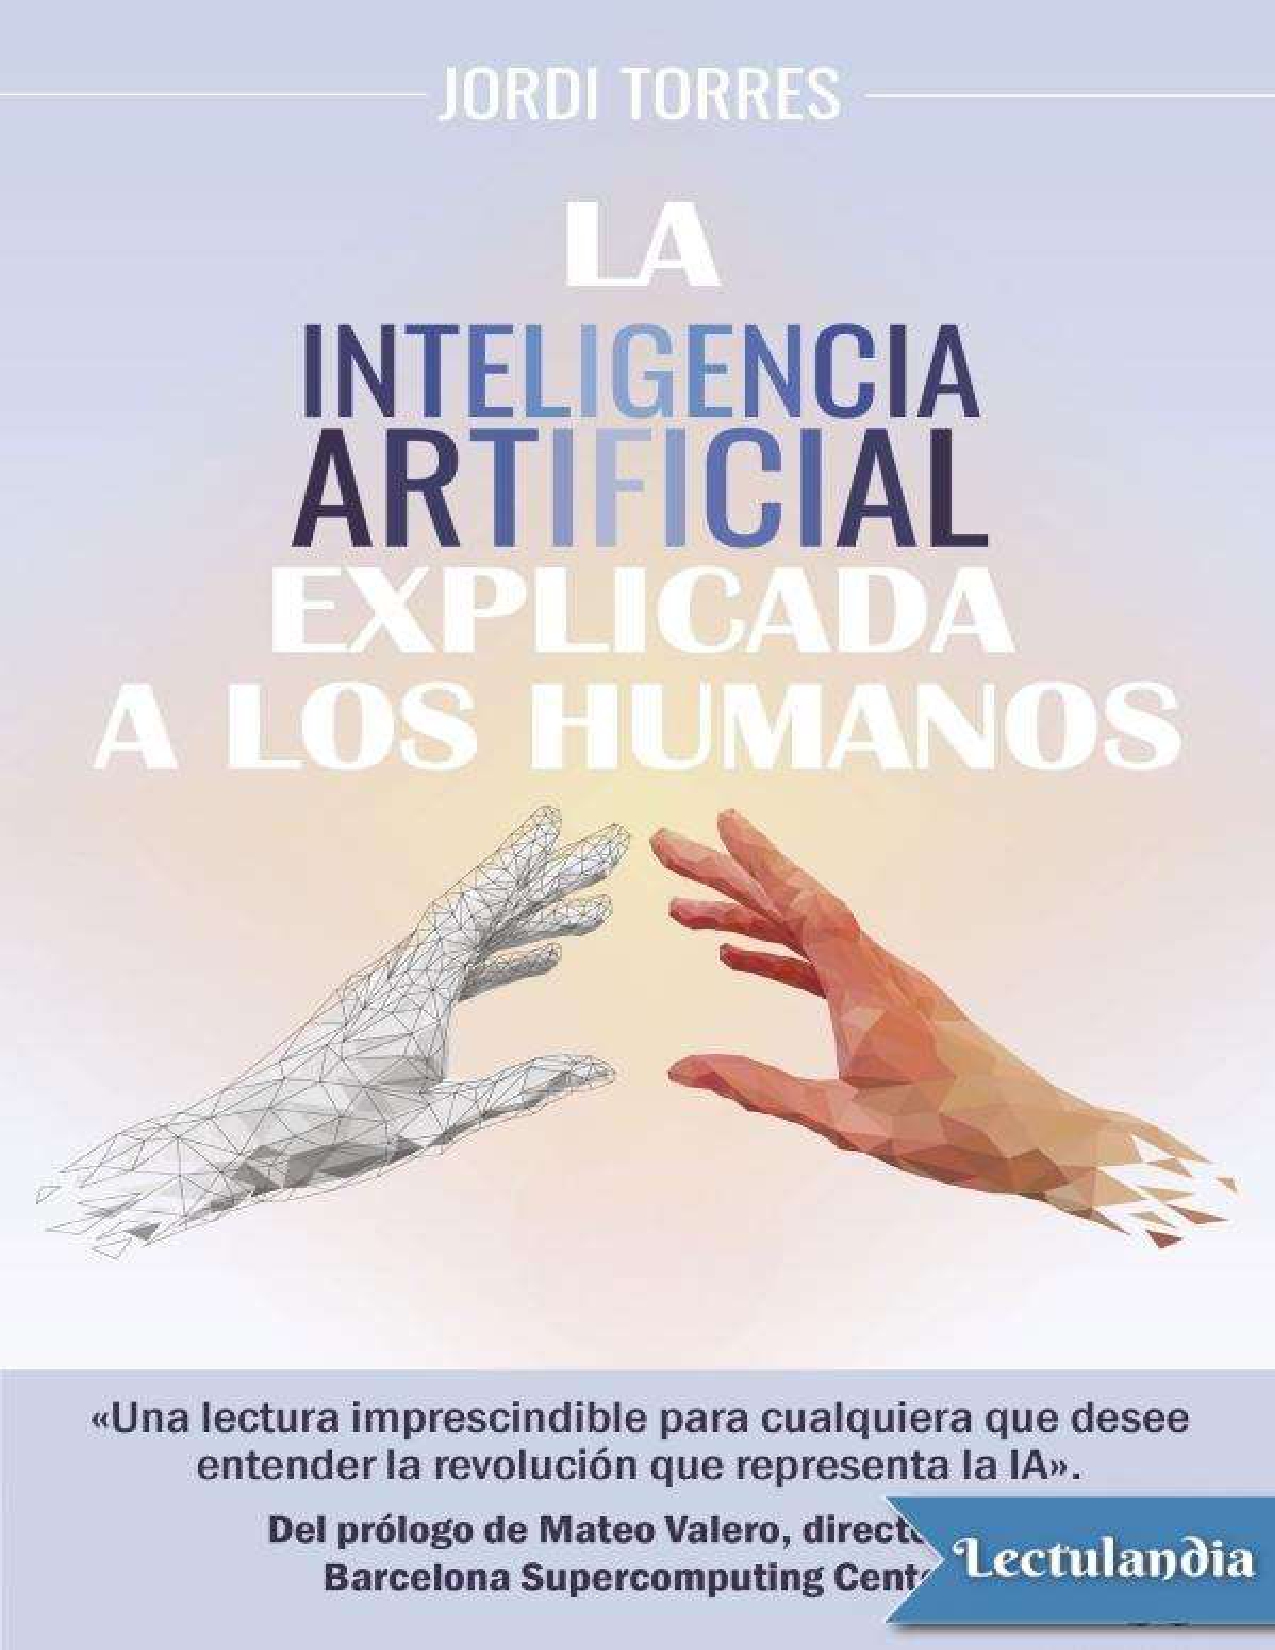 JORDI TORRES
LA
INTELIGENCIA
ARTIFICIAL
EXPLICADA
A LOS HUMANOS
«Una lectura imprescindible para cualquiera que desee
entender la revolución que representa la IA».
Del prólogo de Mateo Valero,
Barcelona Supercomputing
Lectulandia